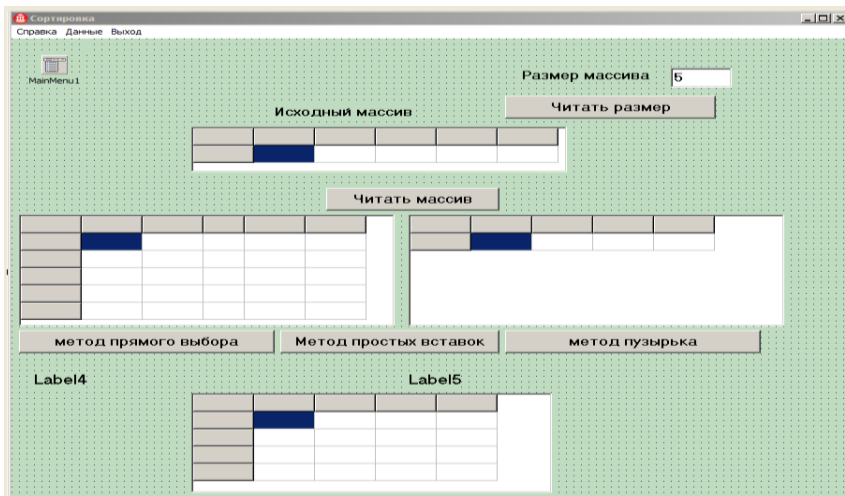 Сортировка
Справка Данные Выход
MainMenu1
Размер массива 5
Читать размер
Исходный массив
Читать массив
метод прямого выбора
Метод простых вставок
метод пузырька
Label4
Label5